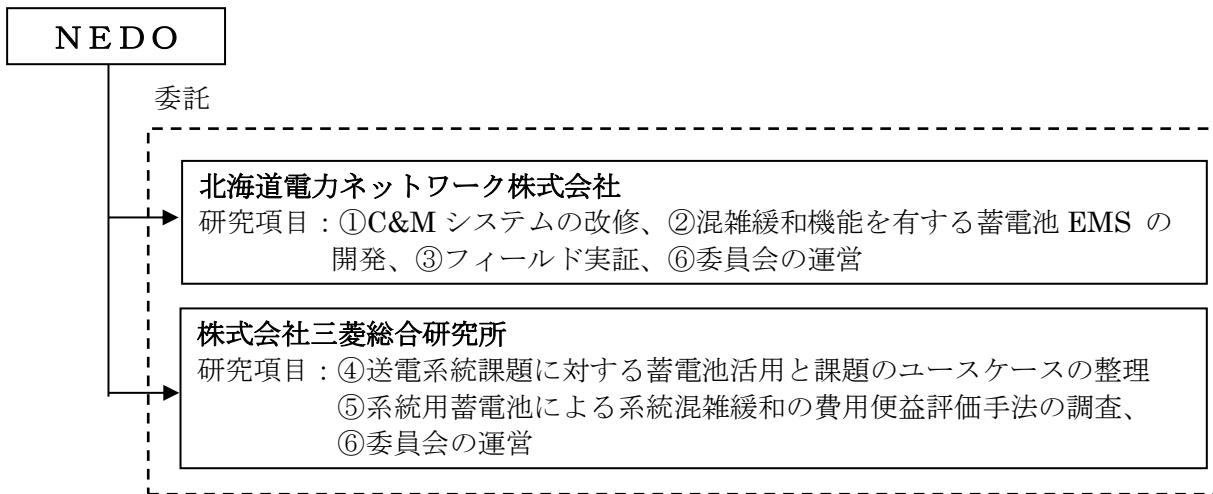 NEDO
委託
北海道電力ネットワーク株式会社
研究項目：①C&M システムの改修、②混雑緩和機能を有する蓄電池 EMS の
開発、③フィールド実証、⑥委員会の運営
株式会社三菱総合研究所
研究項目：④送電系統課題に対する蓄電池活用と課題のユースケースの整理
⑤系統用蓄電池による系統混雑緩和の費用便益評価手法の調査、
⑥委員会の運営